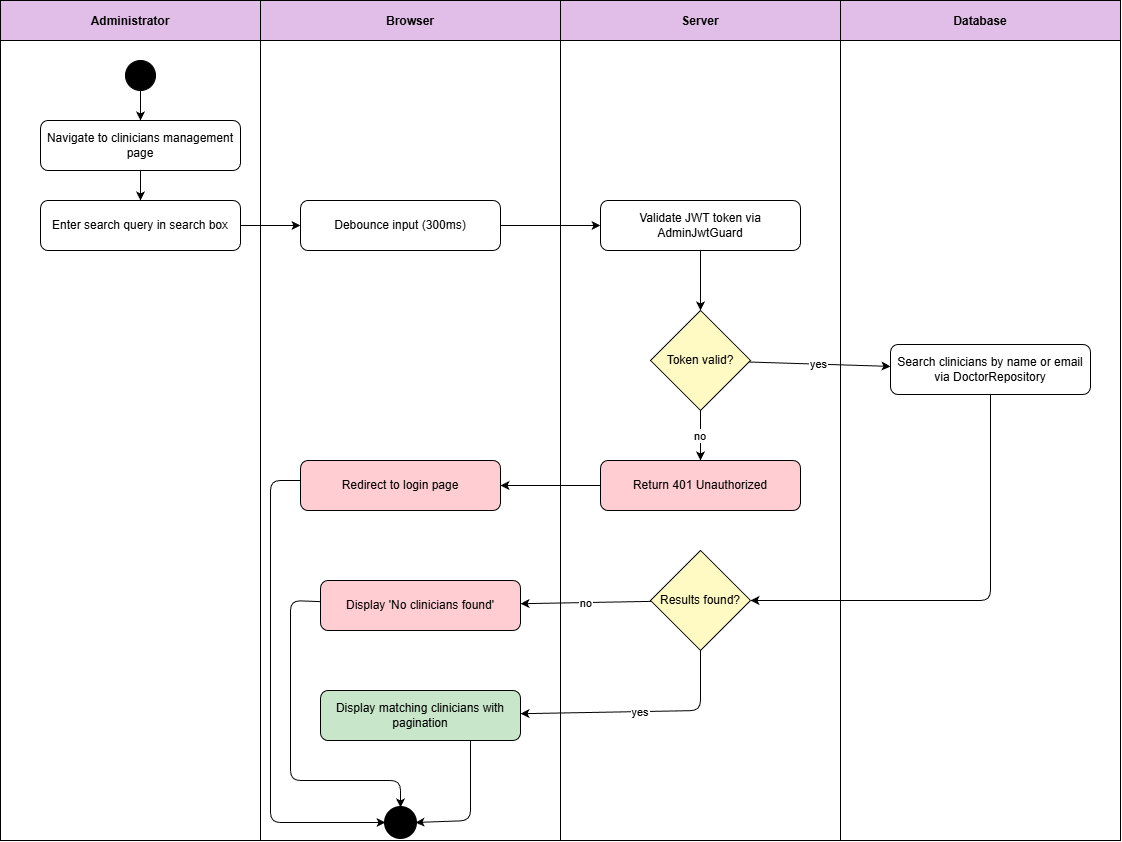 Administrator
Browser
Server
Database
Navigate to clinicians management
page
Enter search query in search box
Debounce input (300ms)
Validate JWT token via
AdminJwtGuard
Token valid?
yes
Search clinicians by name or email
via DoctorRepository
no
Redirect to login page
Return 401 Unauthorized
Display 'No clinicians found'
no
Results found?
Display matching clinicians with
pagination
yes